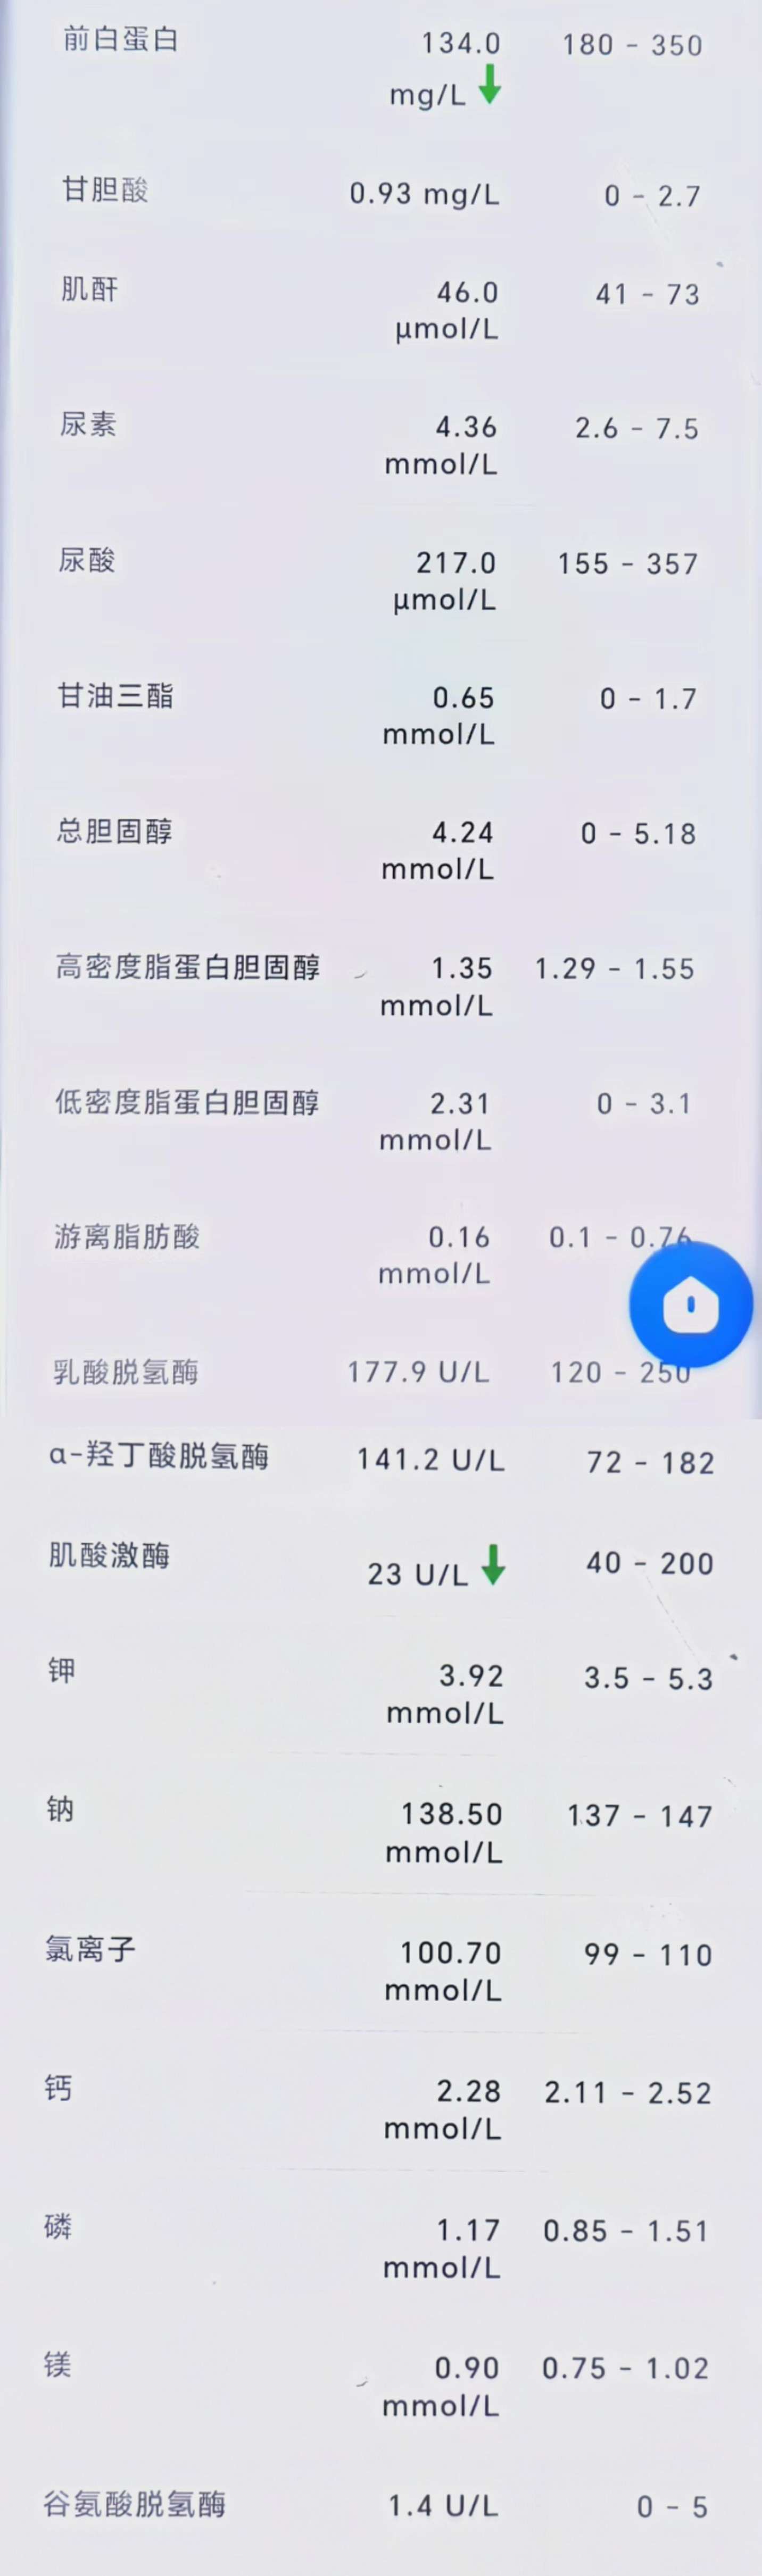 前白蛋白 134.0 180 - 350
mg/L ↓
甘胆酸 0.93 mg/L 0 - 2.7
肌酐 46.0 41 - 73
μmol/L
尿素 4.36 2.6 - 7.5
mmol/L
尿酸 217.0 155 - 357
μmol/L
甘油三酯 0.65 0 - 1.7
mmol/L
总胆固醇 4.24 0 - 5.18
mmol/L
高密度脂蛋白胆固醇 1.35 1.29 - 1.55
mmol/L
低密度脂蛋白胆固醇 2.31 0 - 3.1
mmol/L
游离脂肪酸 0.16 0.1 - 0.76
mmol/L
乳酸脱氢酶 177.9 U/L 120 - 250
α-羟丁酸脱氢酶 141.2 U/L 72 - 182
肌酸激酶 23 U/L ↓ 40 - 200
钾 3.92 3.5 - 5.3
mmol/L
钠 138.50 137 - 147
mmol/L
氯离子 100.70 99 - 110
mmol/L
钙 2.28 2.11 - 2.52
mmol/L
磷 1.17 0.85 - 1.51
mmol/L
镁 0.90 0.75 - 1.02
mmol/L
谷氨酸脱氢酶 1.4 U/L 0 - 5